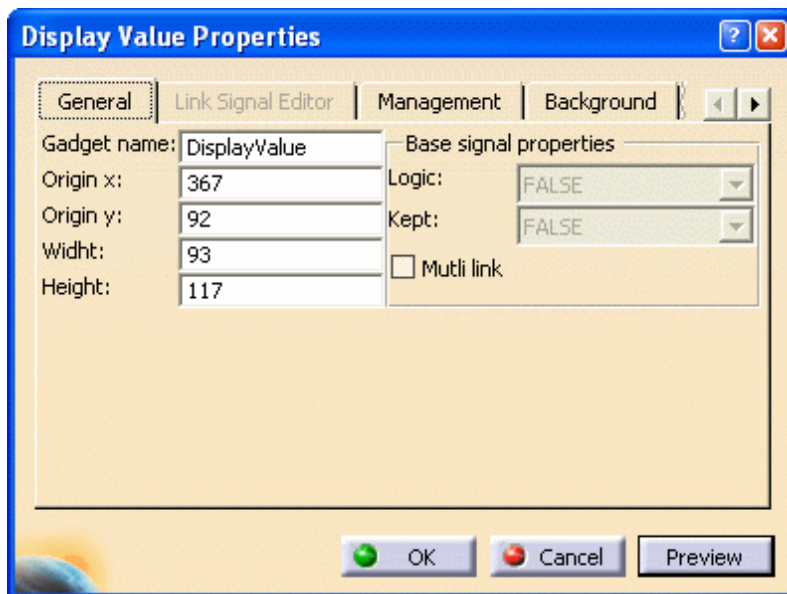 Display Value Properties
General Link Signal Editor Management Background
Gadget name: DisplayValue
Origin x: 367
Origin y: 92
Widht: 93
Height: 117
Base signal properties
Logic: FALSE
Kept: FALSE
Mutli link
OK Cancel Preview